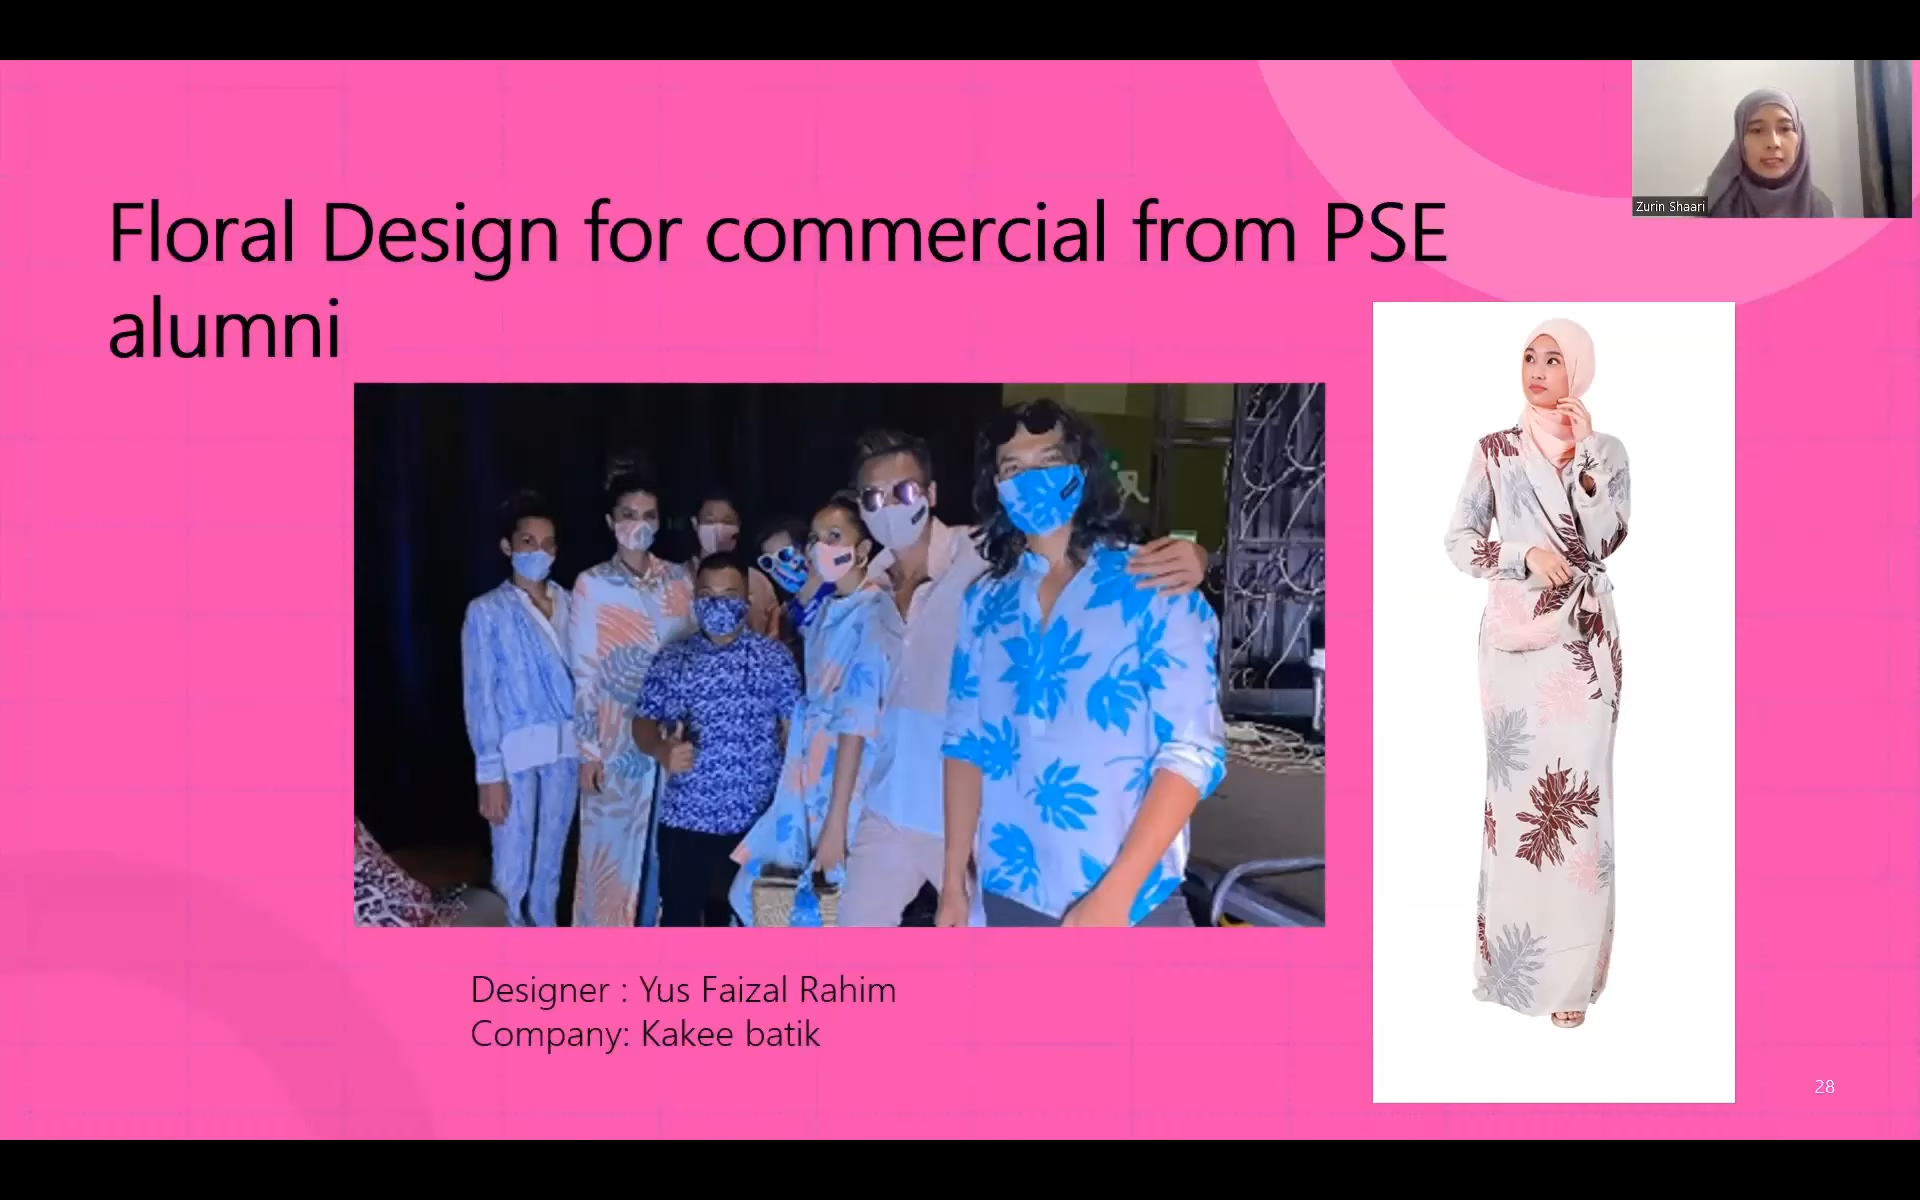 Zurin Shaari
Floral Design for commercial from PSE
alumni
Designer : Yus Faizal Rahim
Company: Kakee batik
28